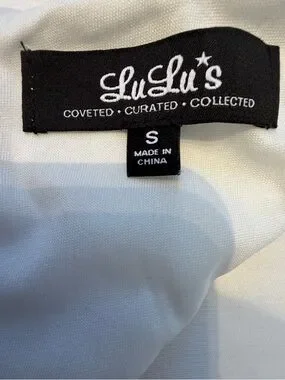 LuLu's
COVETED • CURATED • COLLECTED
S
MADE IN
CHINA